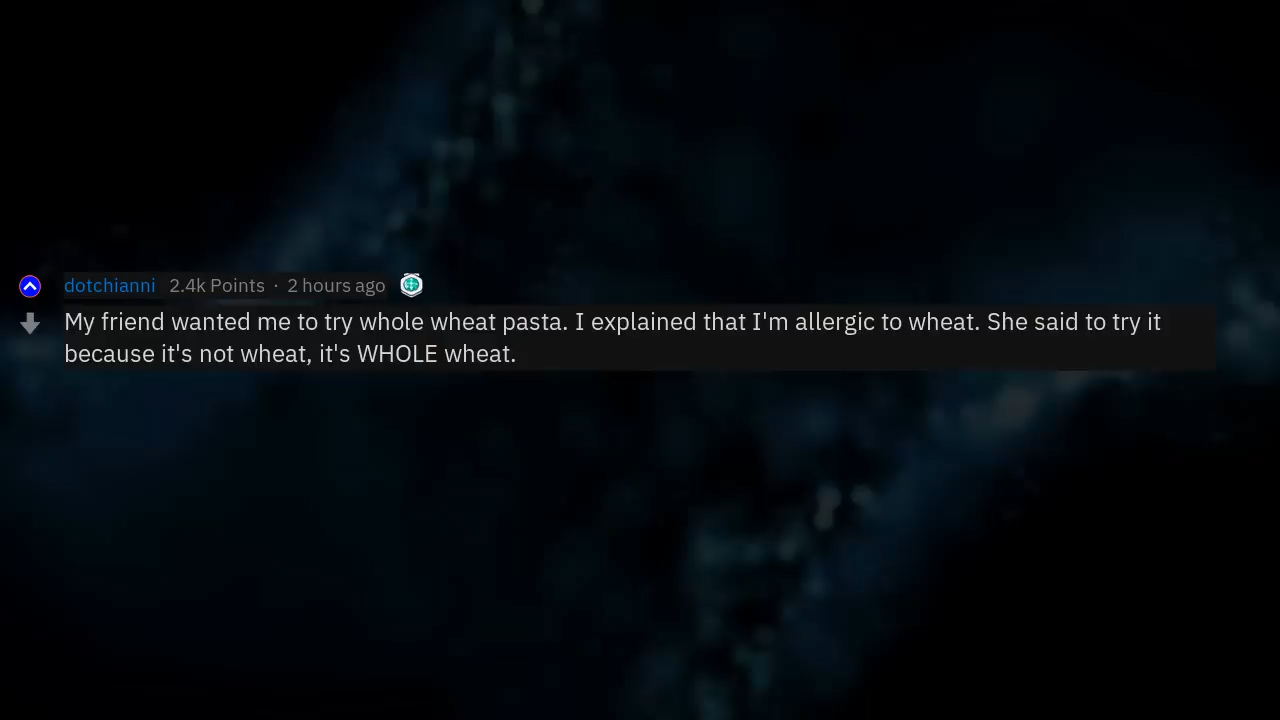 dotchianni 2.4k Points · 2 hours ago
My friend wanted me to try whole wheat pasta. I explained that I'm allergic to wheat. She said to try it
because it's not wheat, it's WHOLE wheat.